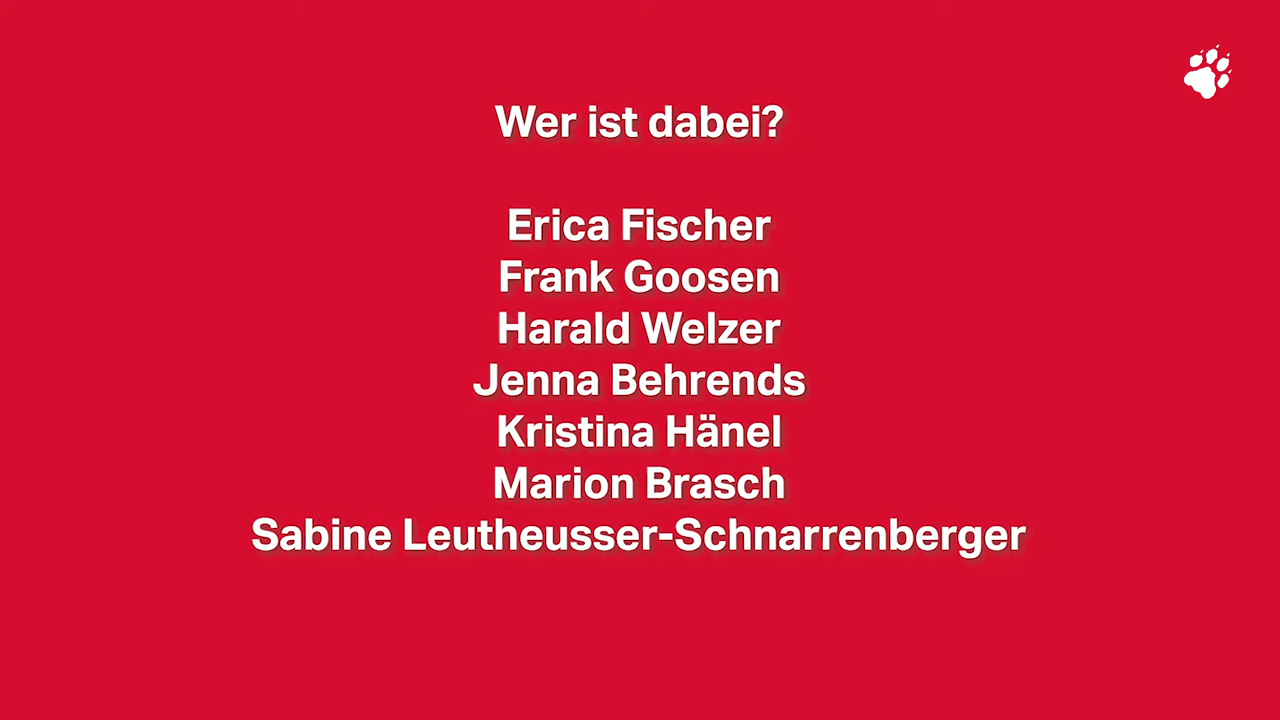 Wer ist dabei?
Erica Fischer
Frank Goosen
Harald Welzer
Jenna Behrends
Kristina Hänel
Marion Brasch
Sabine Leutheusser-Schnarrenberger